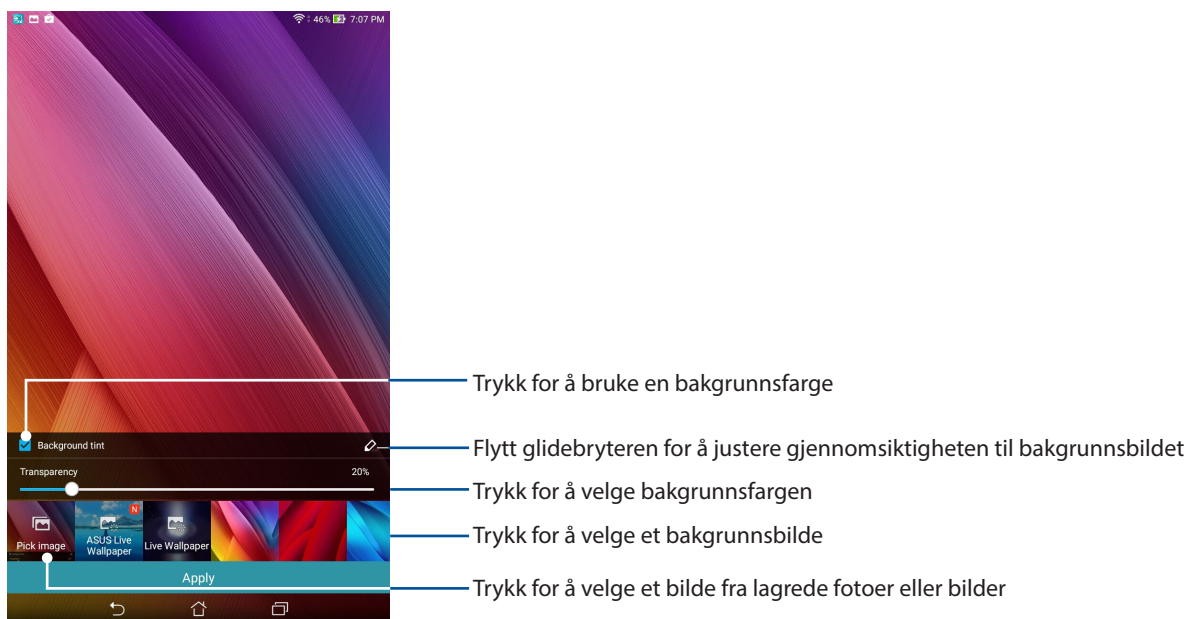 46% 7:07 PM
Trykk for å bruke en bakgrunnsfarge
Background tint
Flytt glidebryteren for å justere gjennomsiktigheten til bakgrunnsbildet
Transparency 20%
Trykk for å velge bakgrunnsfargen
N
Pick image
ASUS Live
Wallpaper
Live Wallpaper
Trykk for å velge et bakgrunnsbilde
Apply
Trykk for å velge et bilde fra lagrede fotoer eller bilder